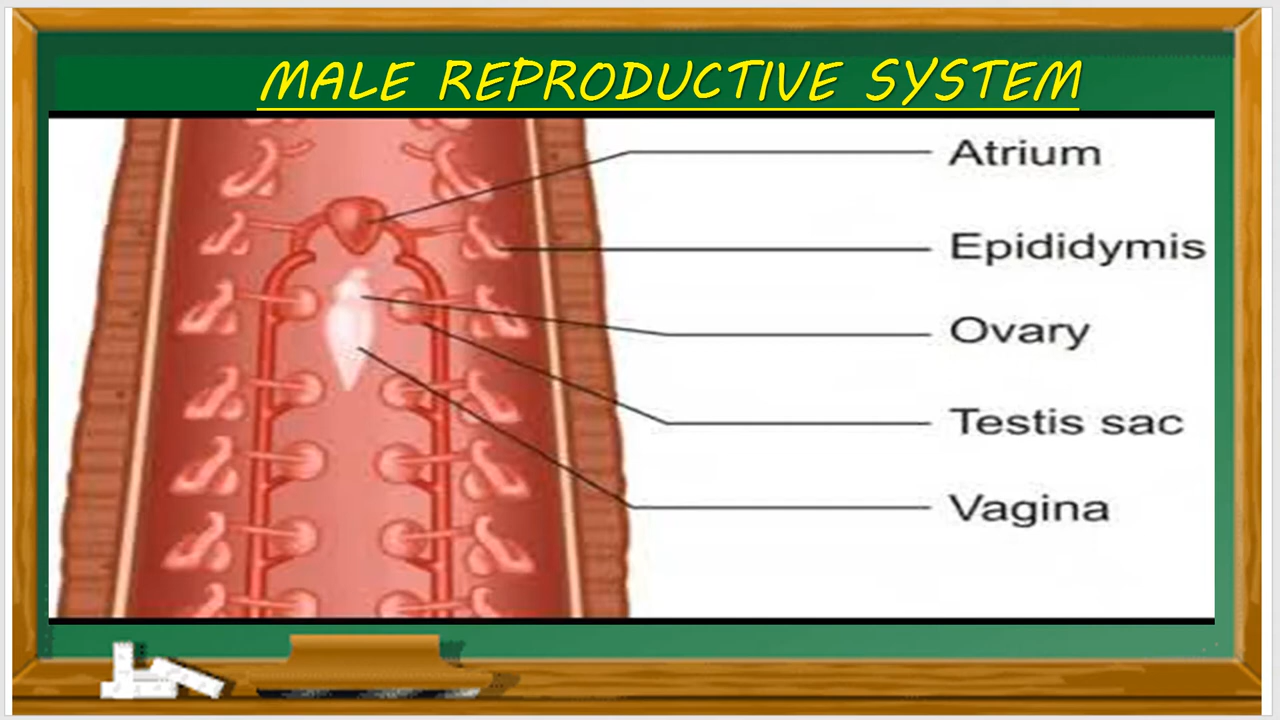 MALE REPRODUCTIVE SYSTEM
Atrium
Epididymis
Ovary
Testis sac
Vagina